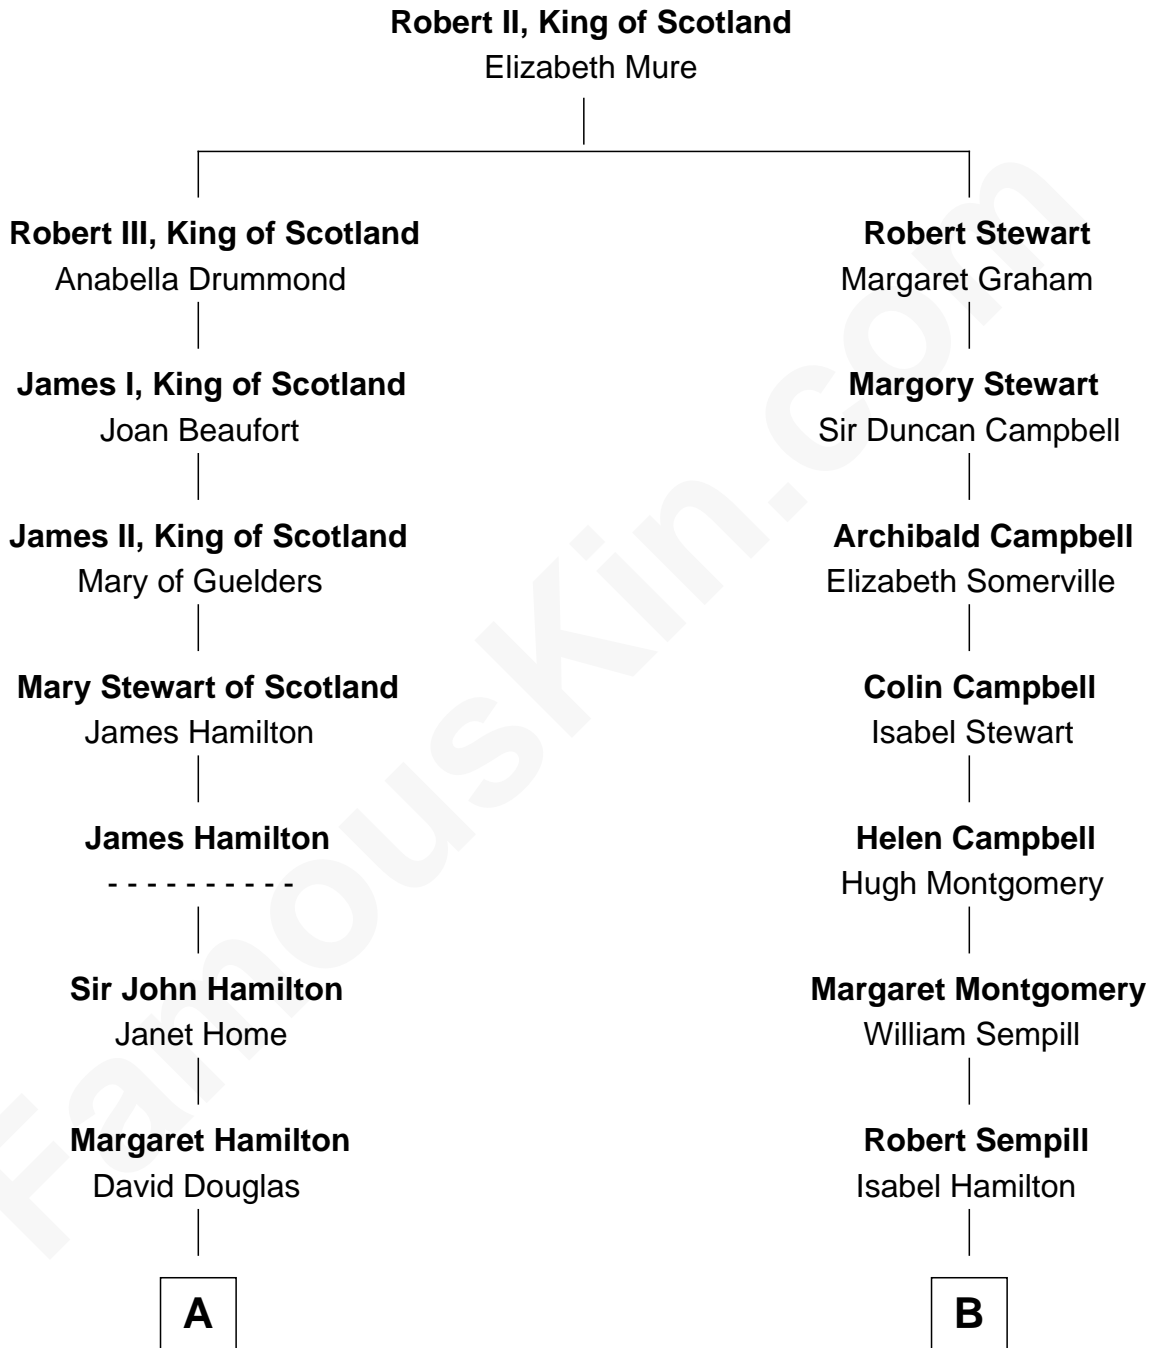 Robert II, King of Scotland
Elizabeth Mure
Robert III, King of Scotland
Anabella Drummond
Robert Stewart
Margaret Graham
James I, King of Scotland
Joan Beaufort
Margory Stewart
Sir Duncan Campbell
James II, King of Scotland
Mary of Guelders
Archibald Campbell
Elizabeth Somerville
Mary Stewart of Scotland
James Hamilton
Colin Campbell
Isabel Stewart
James Hamilton
- - - - - - - - - -
Helen Campbell
Hugh Montgomery
Sir John Hamilton
Janet Home
Margaret Montgomery
William Sempill
Margaret Hamilton
David Douglas
Robert Sempill
Isabel Hamilton
A
B
FamousKin.com